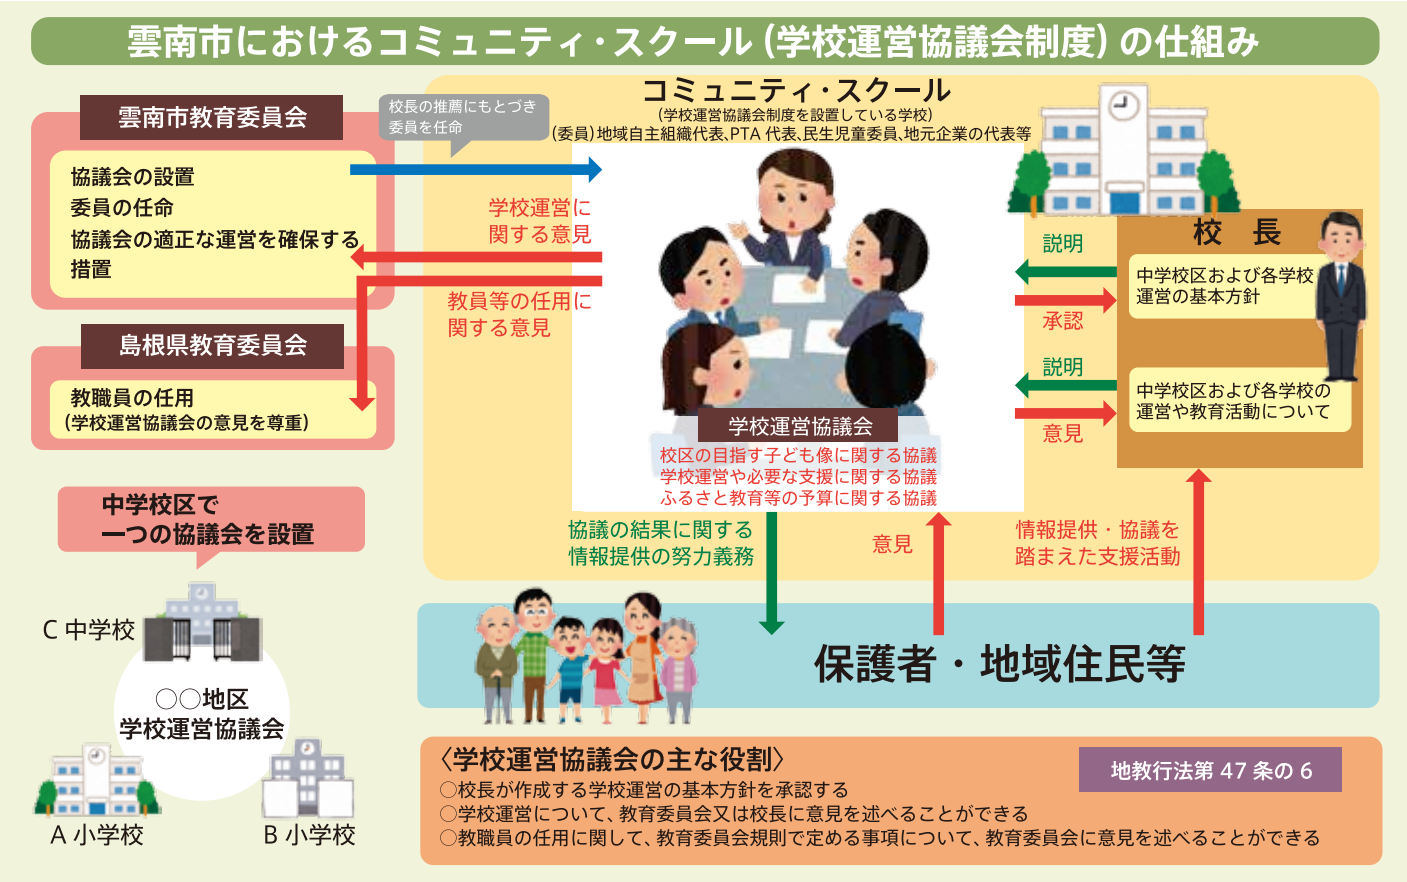 雲南市におけるコミュニティ・スクール(学校運営協議会制度)の仕組み
雲南市教育委員会
協議会の設置
委員の任命
協議会の適正な運営を確保する
措置
校長の推薦にもとづき
委員を任命
コミュニティ・スクール
(学校運営協議会制度を設置している学校)
(委員)地域自主組織代表、PTA代表、民生児童委員、地元企業の代表等
学校運営に
関する意見
教員等の任用に
関する意見
島根県教育委員会
教職員の任用
(学校運営協議会の意見を尊重)
学校運営協議会
校区の目指す子ども像に関する協議
学校運営や必要な支援に関する協議
ふるさと教育等の予算に関する協議
説明
承認
説明
意見
校 長
中学校区および各学校
運営の基本方針
中学校区および各学校の
運営や教育活動について
協議の結果に関する
情報提供の努力義務
意見
情報提供・協議を
踏まえた支援活動
保護者・地域住民等
中学校区で
一つの協議会を設置
C 中学校
○○地区
学校運営協議会
A 小学校
B 小学校
〈学校運営協議会の主な役割〉
地教行法第 47 条の 6
○校長が作成する学校運営の基本方針を承認する
○学校運営について、教育委員会又は校長に意見を述べることができる
○教職員の任用に関して、教育委員会規則で定める事項について、教育委員会に意見を述べることができる